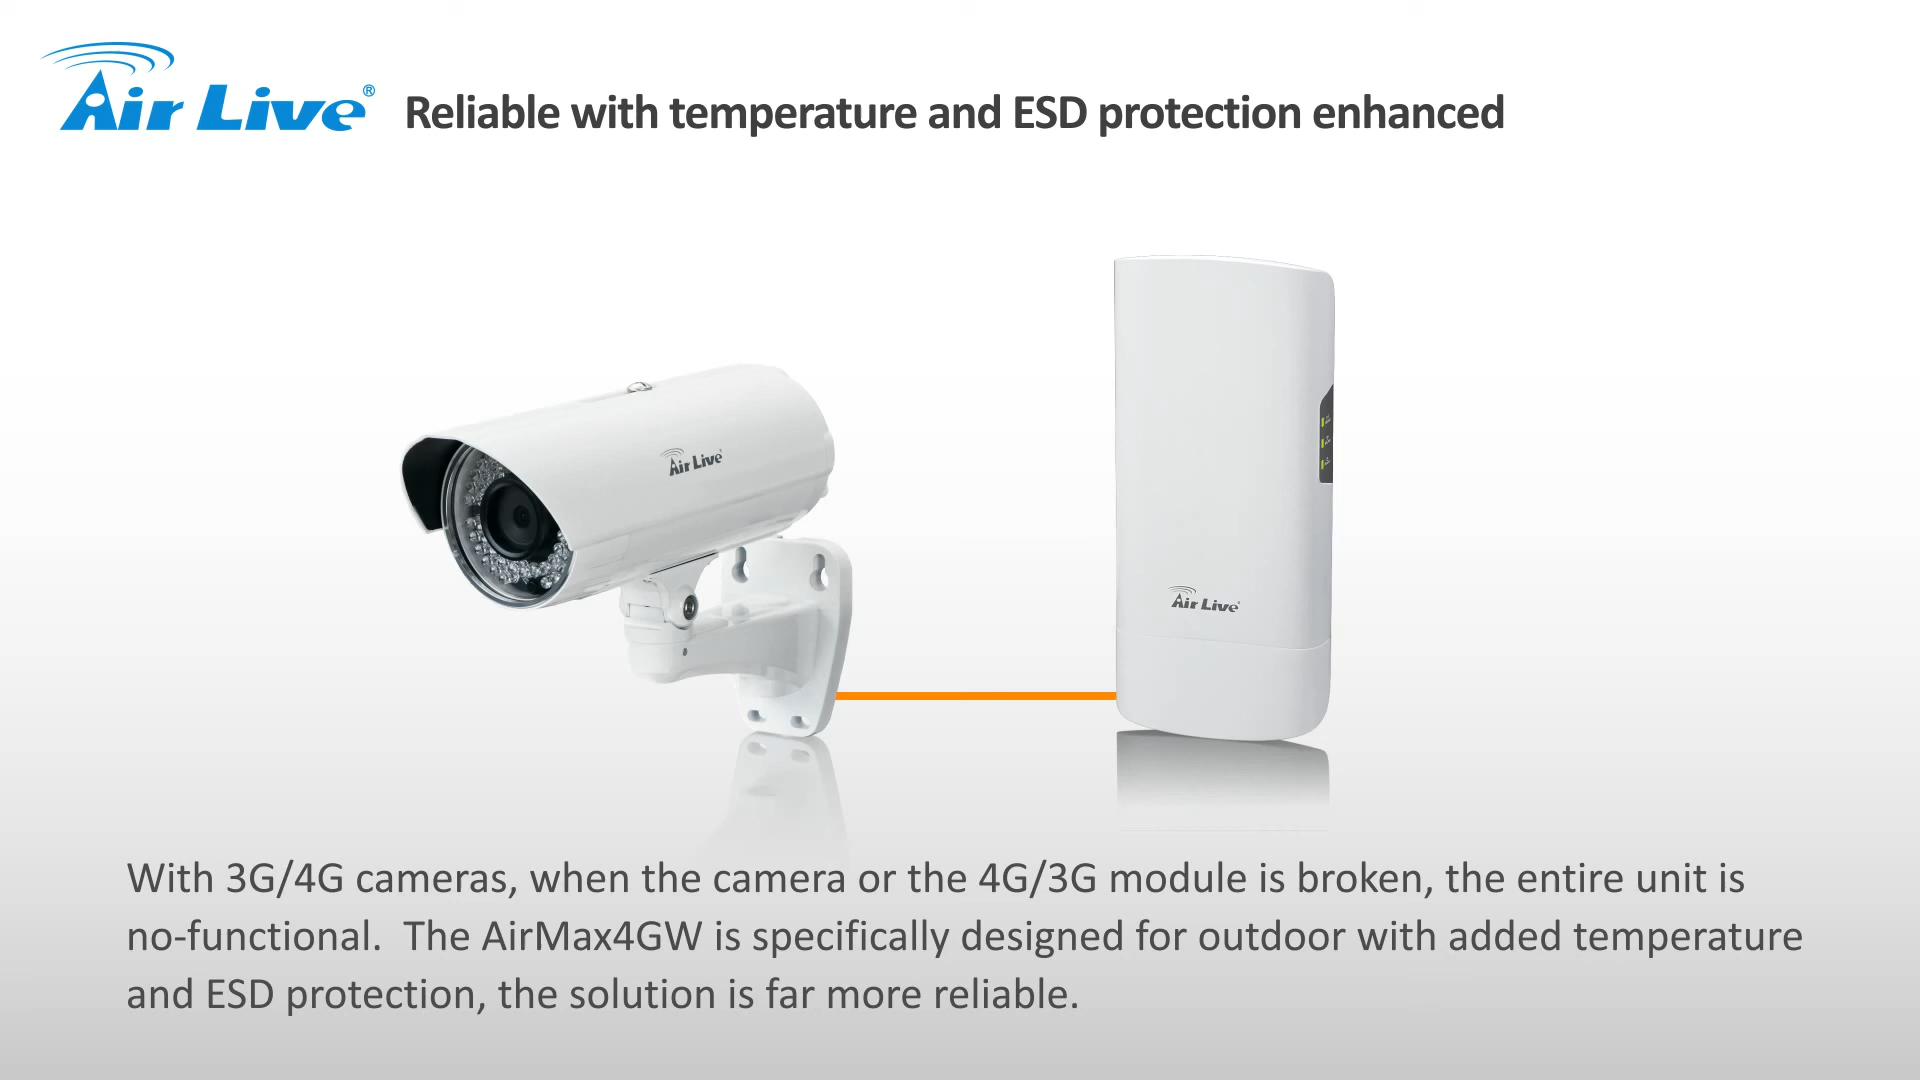 Air Live®
Reliable with temperature and ESD protection enhanced
Air Live
Air Live
With 3G/4G cameras, when the camera or the 4G/3G module is broken, the entire unit is
no-functional.  The AirMax4GW is specifically designed for outdoor with added temperature
and ESD protection, the solution is far more reliable.